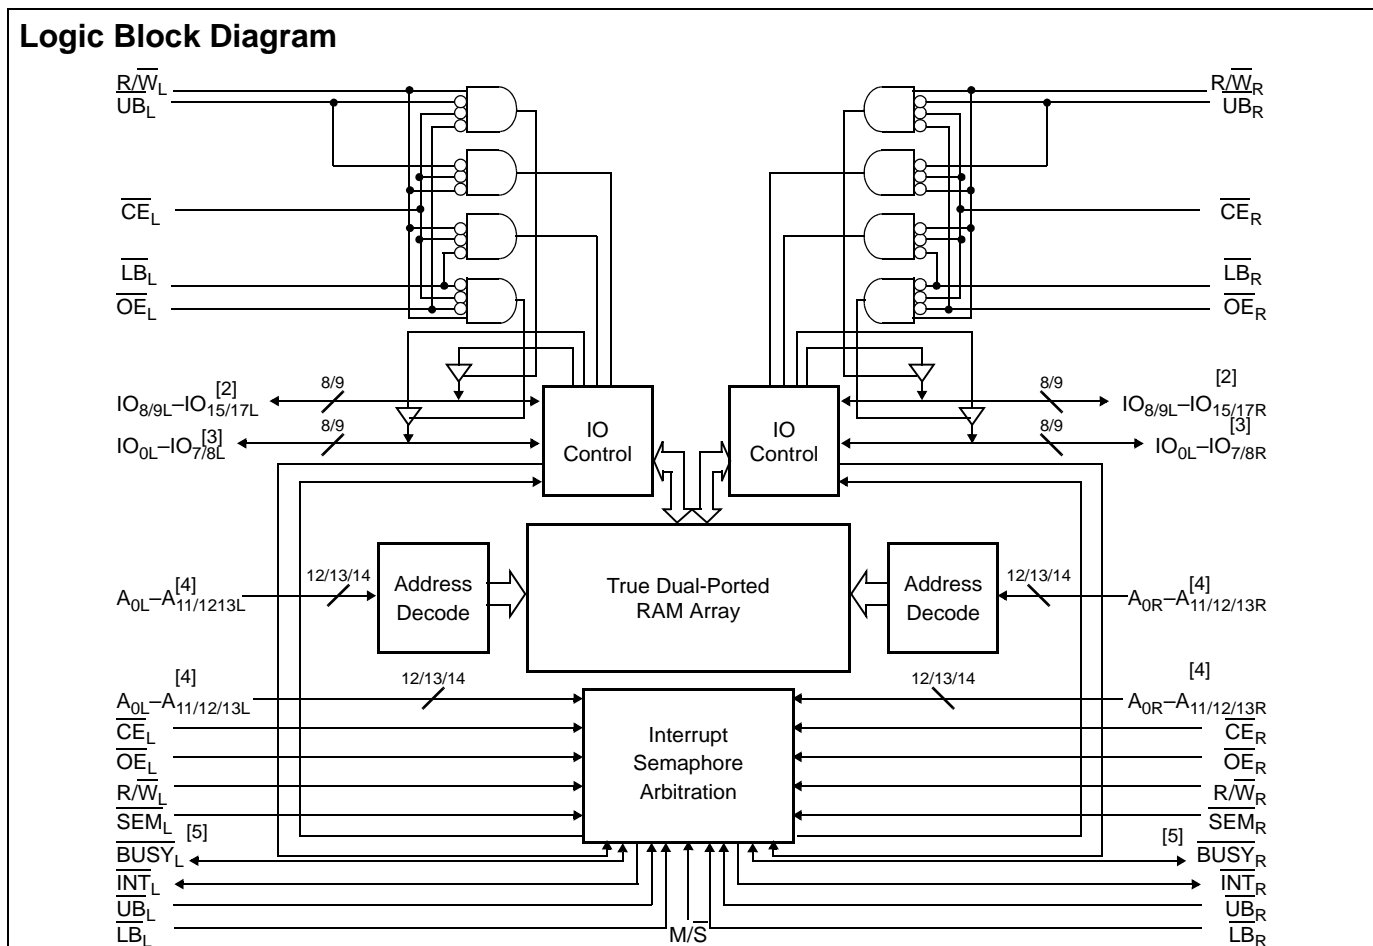 Logic Block Diagram
R/W̅L
R/W̅R
U̅B̅L
U̅B̅R
C̅E̅L
C̅E̅R
L̅B̅L
L̅B̅R
O̅E̅L
O̅E̅R
IO8/9L–IO15/17L[2]
8/9
8/9
IO8/9L–IO15/17R[2]
IO0L–IO7/8L[3]
8/9
8/9
IO0L–IO7/8R[3]
IO
Control
IO
Control
A0L–A11/1213L[4]
12/13/14
Address
Decode
True Dual-Ported
RAM Array
Address
Decode
12/13/14
A0R–A11/12/13R[4]
A0L–A11/12/13L[4]
12/13/14
12/13/14
A0R–A11/12/13R[4]
C̅E̅L
C̅E̅R
Interrupt
Semaphore
Arbitration
O̅E̅L
O̅E̅R
R/W̅L
R/W̅R
S̅E̅M̅L
S̅E̅M̅R
B̅U̅S̅Y̅L[5]
[5]
B̅U̅S̅Y̅R
I̅N̅T̅L
I̅N̅T̅R
U̅B̅L
U̅B̅R
L̅B̅L
M/S̅
L̅B̅R